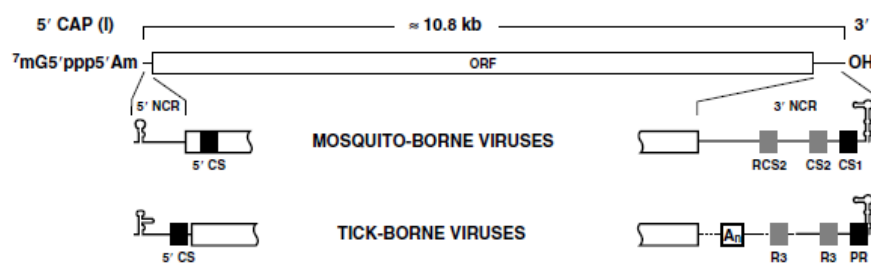 5′ CAP (I) ≈ 10.8 kb 3′
⁷mG5′ppp5′Am ORF OH
5′ NCR 3′ NCR
MOSQUITO-BORNE VIRUSES
5′ CS RCS2 CS2 CS1
TICK-BORNE VIRUSES Aₙ
5′ CS R3 R3 PR